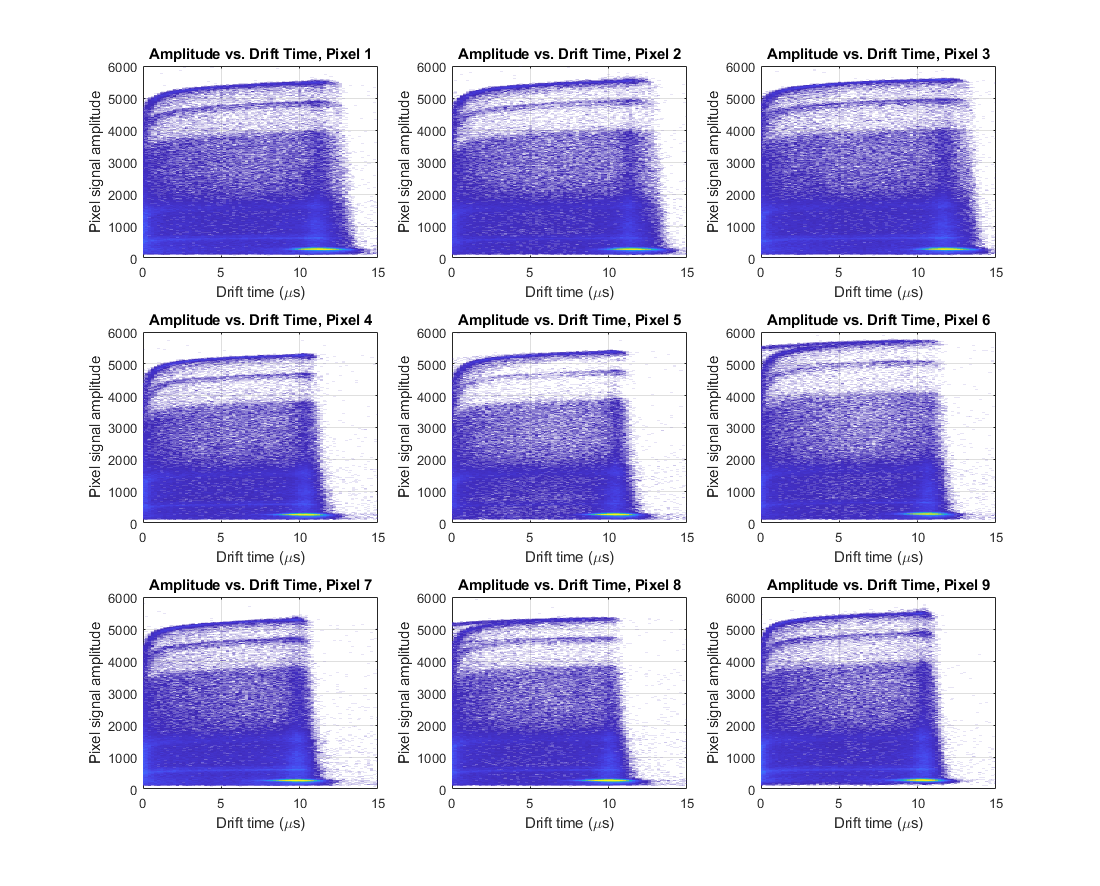 Amplitude vs. Drift Time, Pixel 1
Pixel signal amplitude
6000
5000
4000
3000
2000
1000
0
0 5 10 15
Drift time (μs)
Amplitude vs. Drift Time, Pixel 2
Pixel signal amplitude
6000
5000
4000
3000
2000
1000
0
0 5 10 15
Drift time (μs)
Amplitude vs. Drift Time, Pixel 3
Pixel signal amplitude
6000
5000
4000
3000
2000
1000
0
0 5 10 15
Drift time (μs)
Amplitude vs. Drift Time, Pixel 4
Pixel signal amplitude
6000
5000
4000
3000
2000
1000
0
0 5 10 15
Drift time (μs)
Amplitude vs. Drift Time, Pixel 5
Pixel signal amplitude
6000
5000
4000
3000
2000
1000
0
0 5 10 15
Drift time (μs)
Amplitude vs. Drift Time, Pixel 6
Pixel signal amplitude
6000
5000
4000
3000
2000
1000
0
0 5 10 15
Drift time (μs)
Amplitude vs. Drift Time, Pixel 7
Pixel signal amplitude
6000
5000
4000
3000
2000
1000
0
0 5 10 15
Drift time (μs)
Amplitude vs. Drift Time, Pixel 8
Pixel signal amplitude
6000
5000
4000
3000
2000
1000
0
0 5 10 15
Drift time (μs)
Amplitude vs. Drift Time, Pixel 9
Pixel signal amplitude
6000
5000
4000
3000
2000
1000
0
0 5 10 15
Drift time (μs)